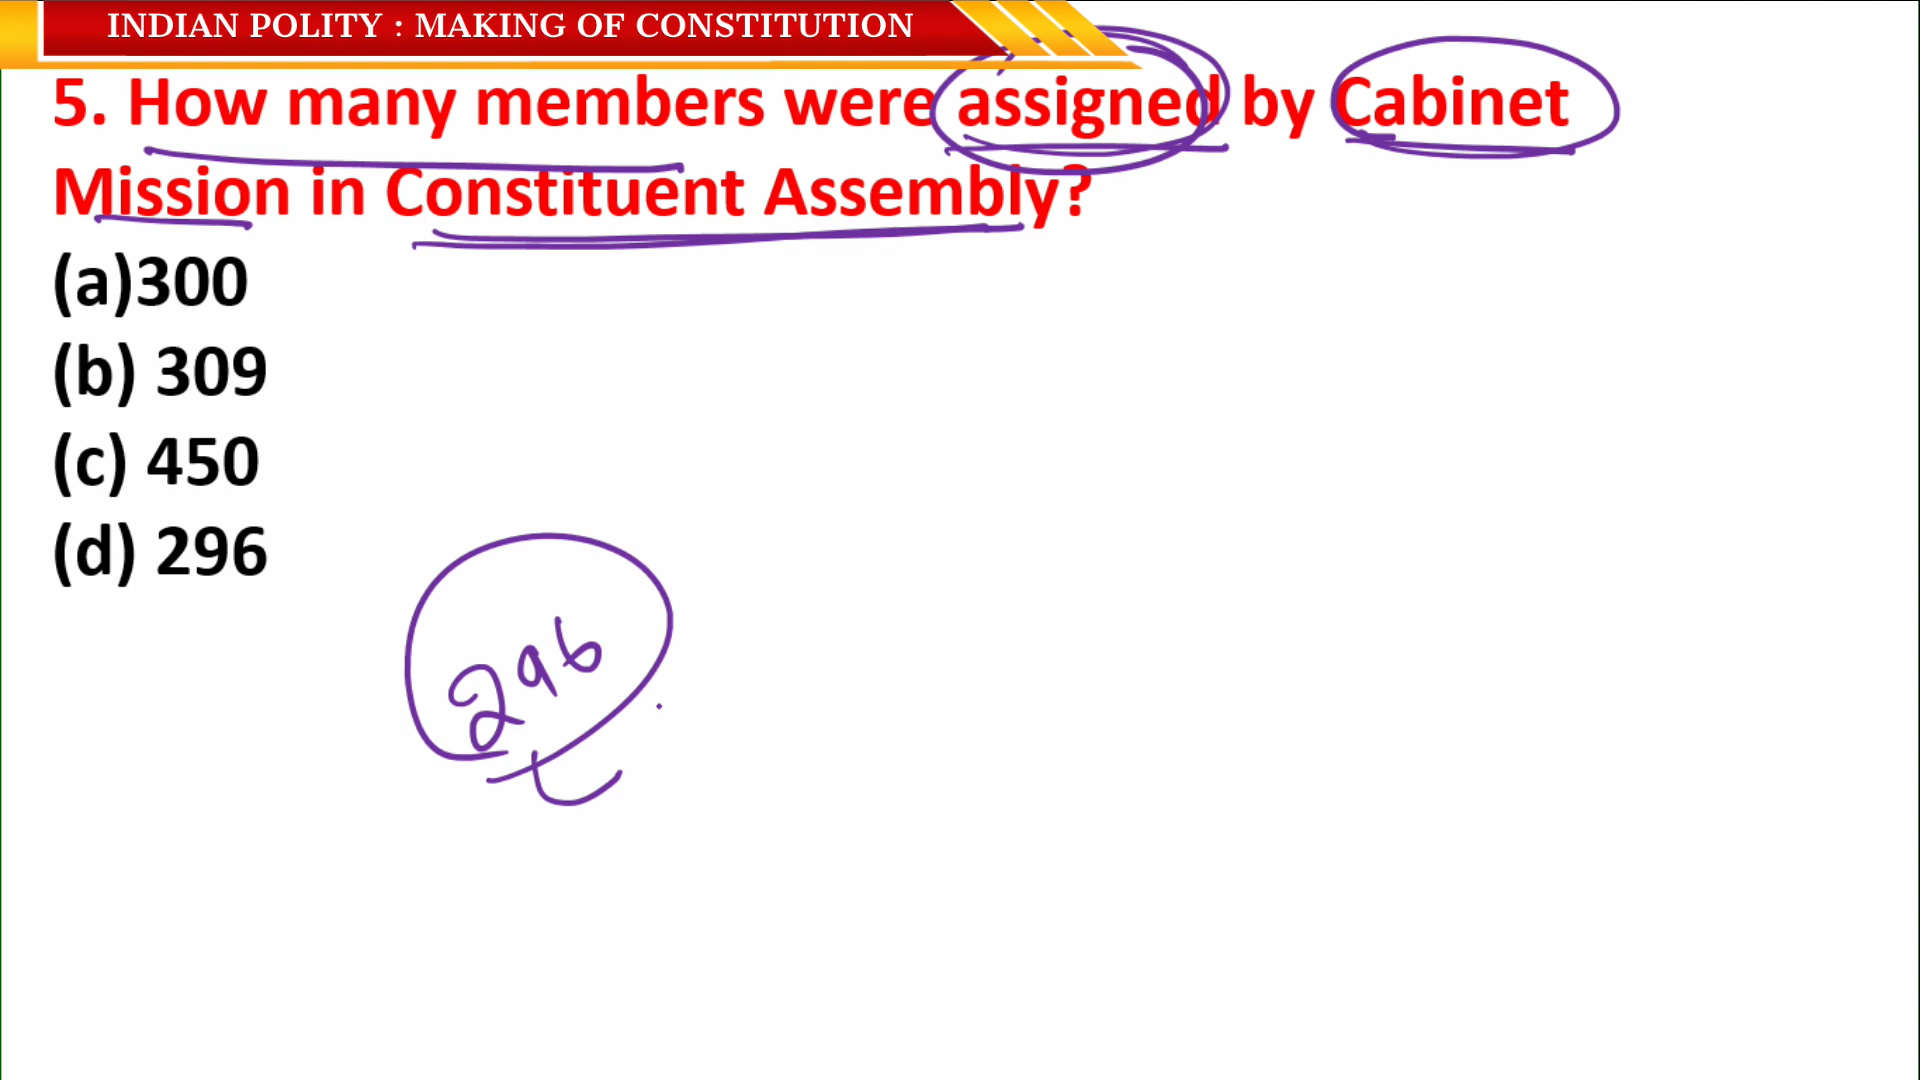 INDIAN POLITY : MAKING OF CONSTITUTION
5. How many members were assigned by Cabinet
Mission in Constituent Assembly?
(a)300
(b) 309
(c) 450
(d) 296
296